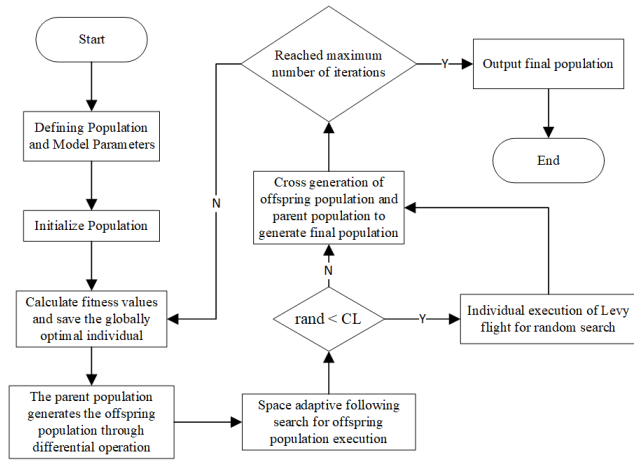 Start
Defining Population
and Model Parameters
Initialize Population
Calculate fitness values
and save the globally
optimal individual
The parent population
generates the offspring
population through
differential operation
Space adaptive following
search for offspring
population execution
rand < CL
Y
Individual execution of Levy
flight for random search
N
Cross generation of
offspring population and
parent population to
generate final population
Reached maximum
number of iterations
N
Y
Output final population
End